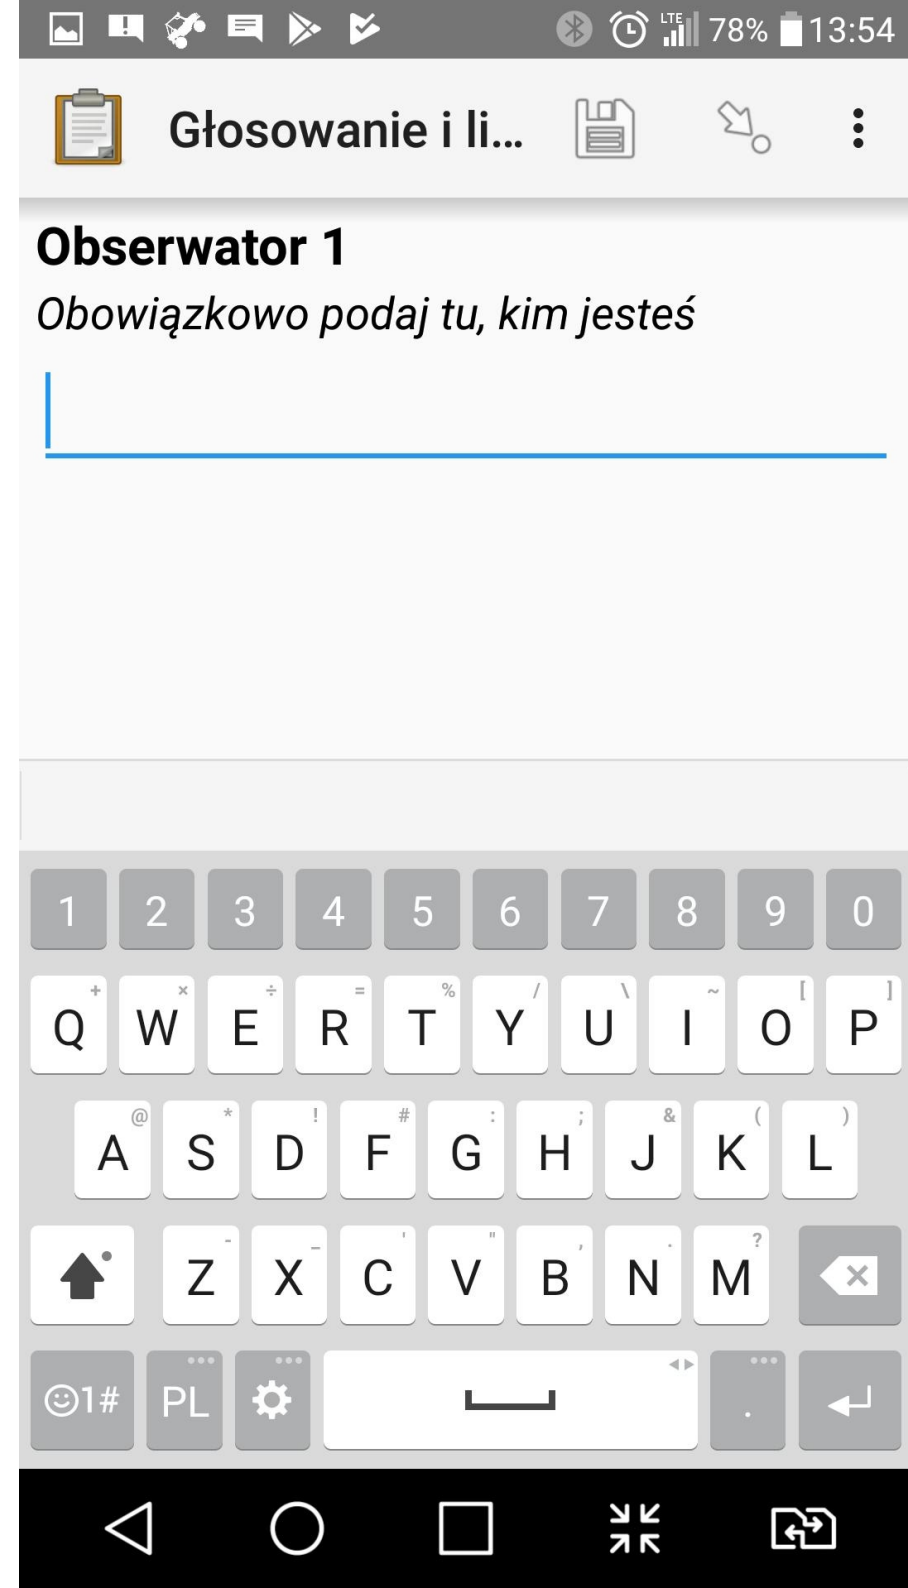 LTE 78% 13:54
Głosowanie i li...
Obserwator 1
Obowiązkowo podaj tu, kim jesteś
1 2 3 4 5 6 7 8 9 0
+ × ÷ = % / \ ~ [ ]
Q W E R T Y U I O P
@ * ! # : ; & ( )
A S D F G H J K L
- _ ' " , . ?
Z X C V B N M
1# PL .